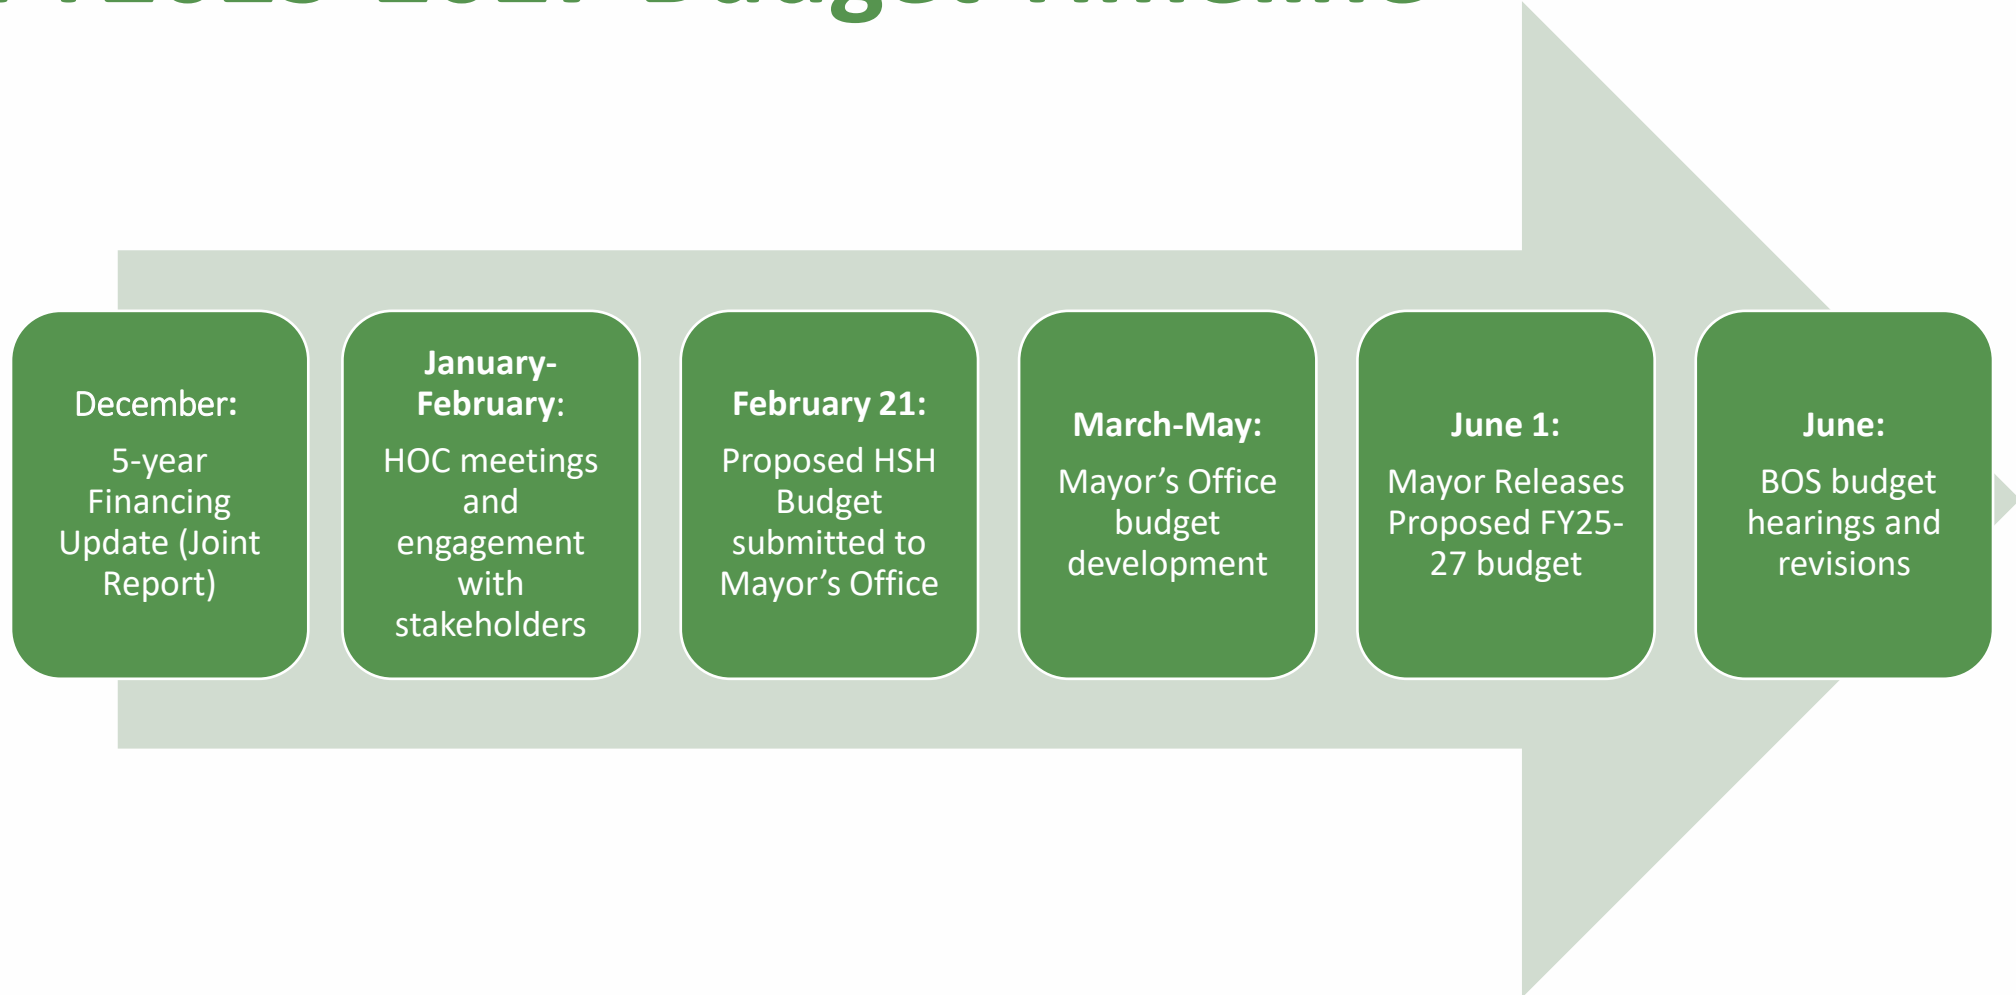 Budget Timeline
December:
5-year
Financing
Update (Joint
Report)
January-
February:
HOC meetings
and
engagement
with
stakeholders
February 21:
Proposed HSH
Budget
submitted to
Mayor’s Office
March-May:
Mayor’s Office
budget
development
June 1:
Mayor Releases
Proposed FY25-
27 budget
June:
BOS budget
hearings and
revisions